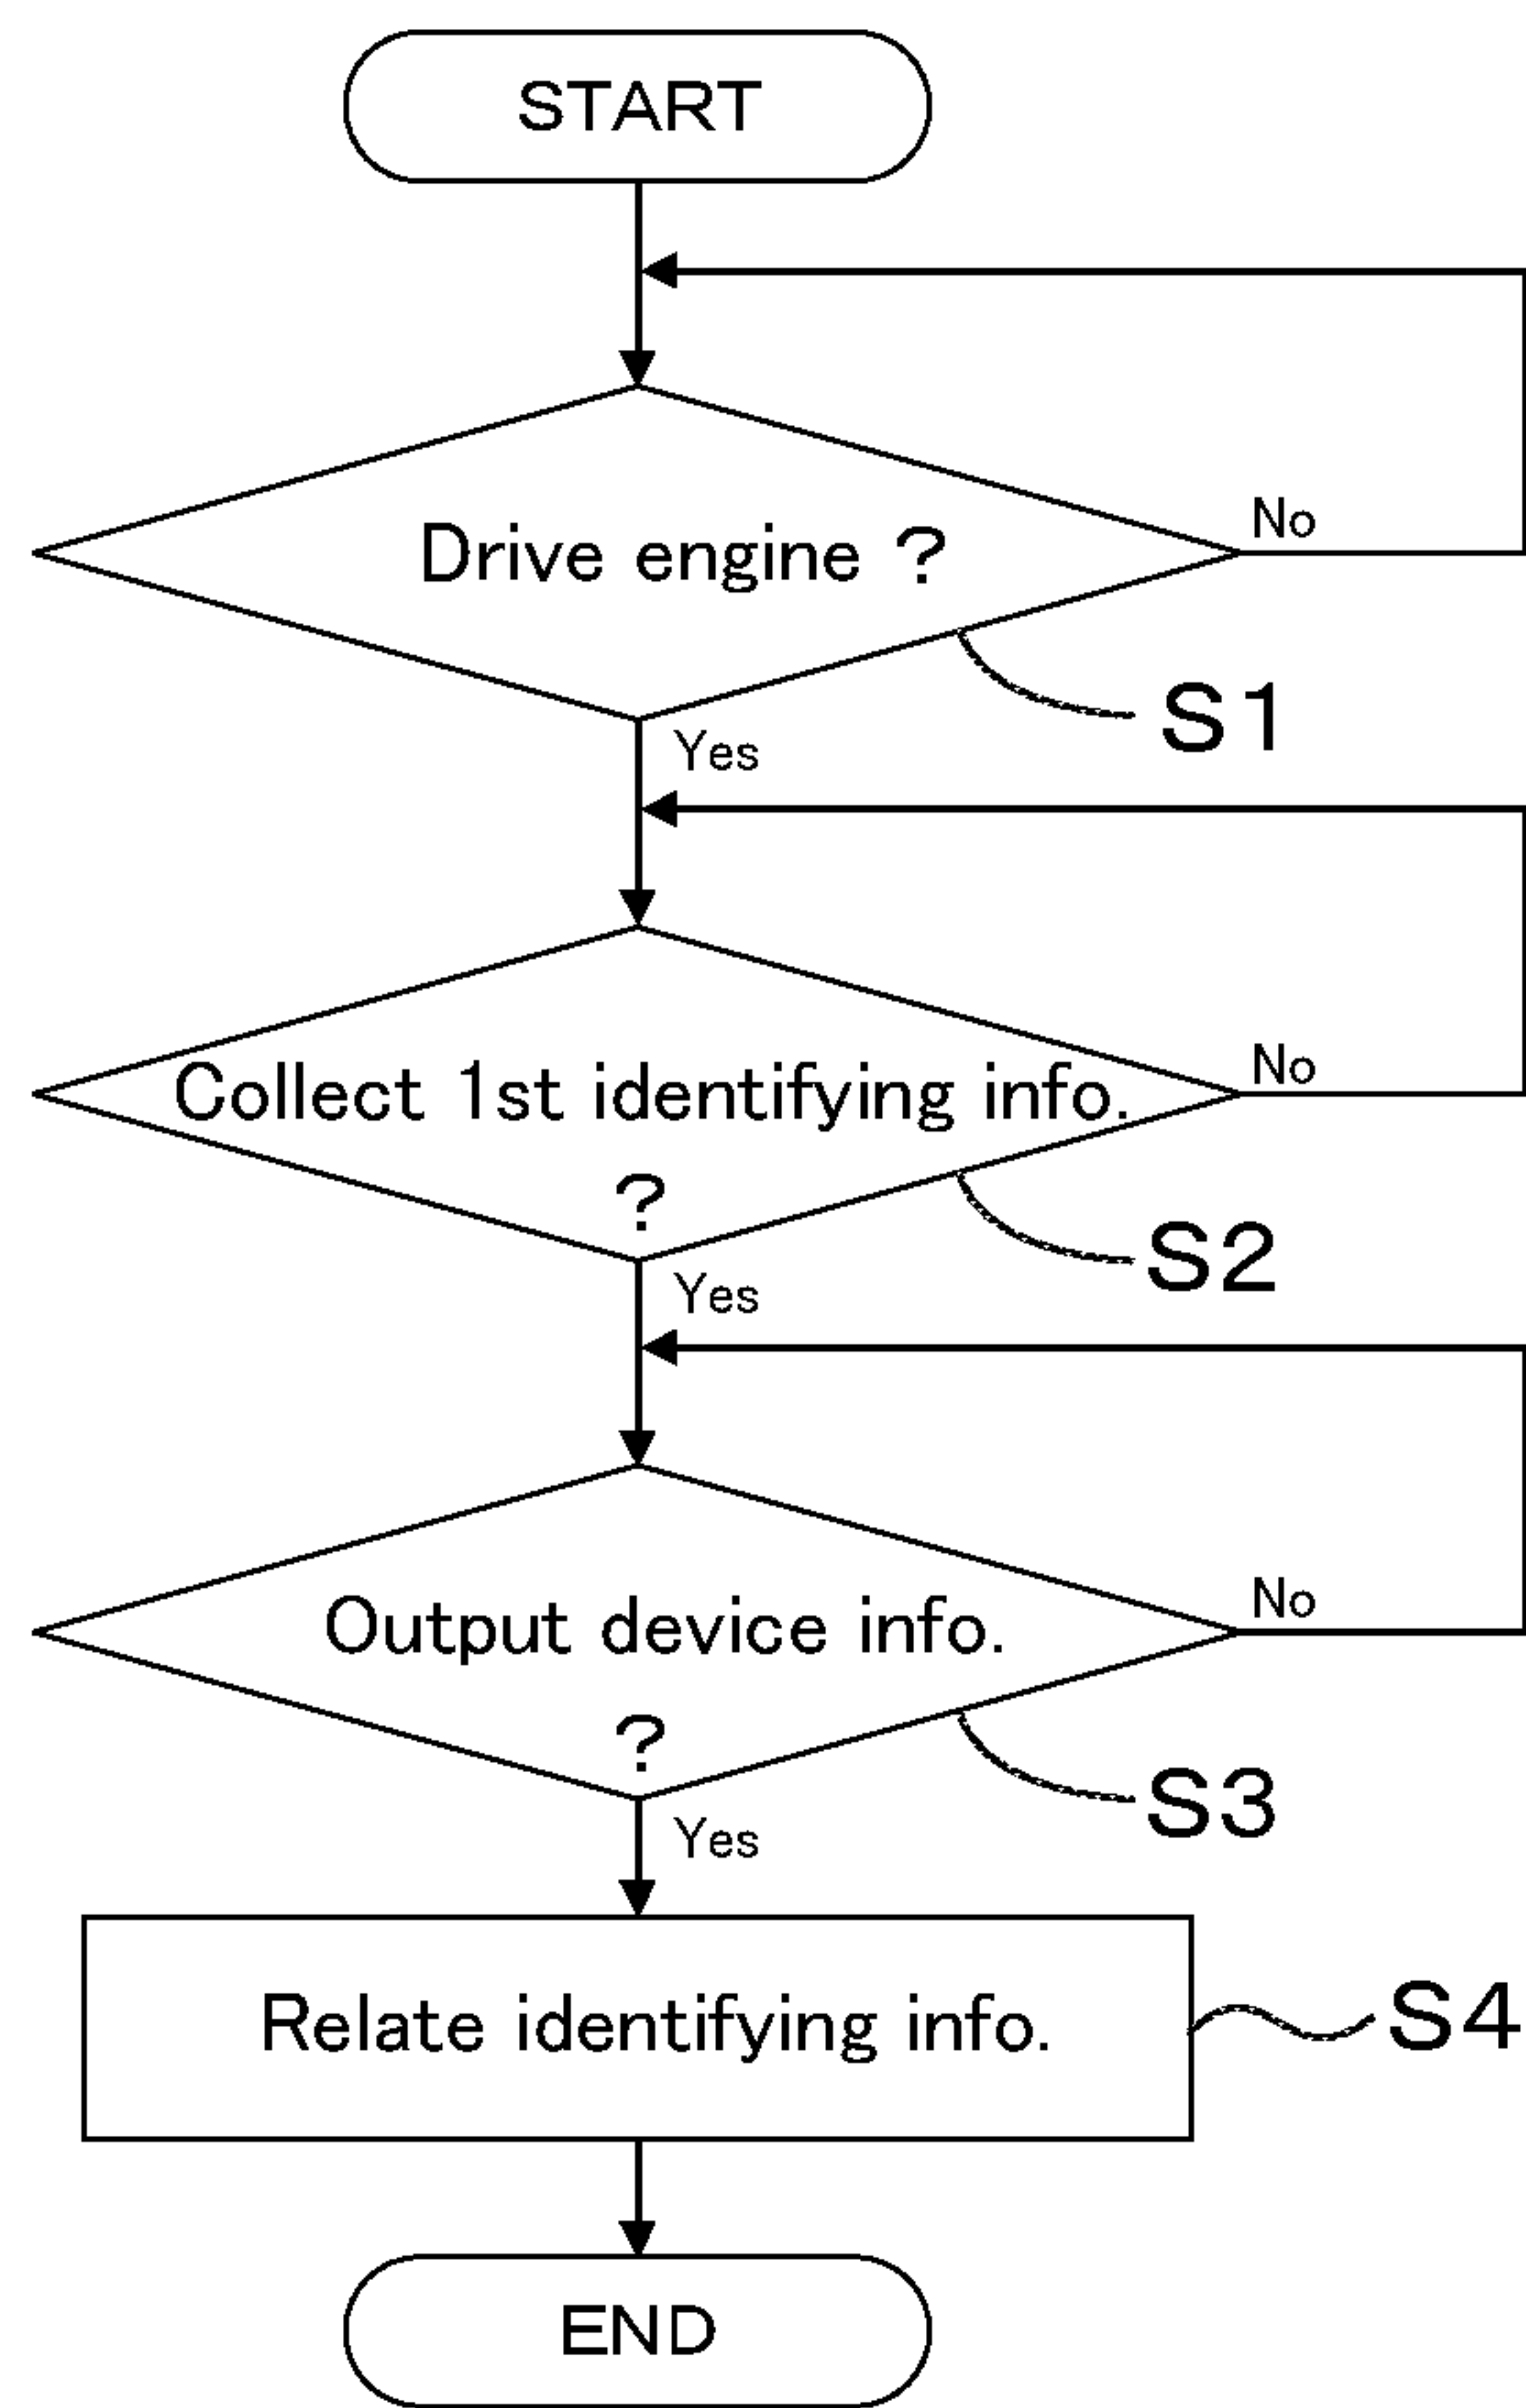 START
Drive engine ?
No
S1
Yes
Collect 1st identifying info.
?
No
S2
Yes
Output device info.
?
No
S3
Yes
Relate identifying info.
S4
END